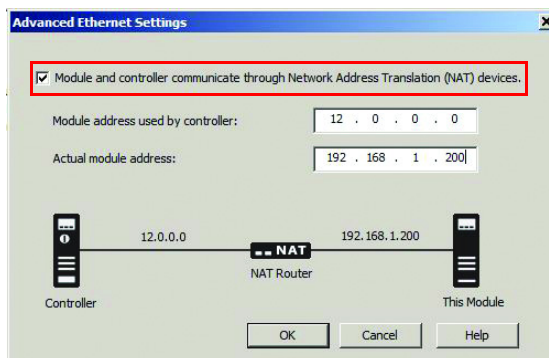 Advanced Ethernet Settings
Module and controller communicate through Network Address Translation (NAT) devices.
Module address used by controller: 12 . 0 . 0 . 0
Actual module address: 192 . 168 . 1 . 200
12.0.0.0
192.168.1.200
NAT
NAT Router
Controller
This Module
OK
Cancel
Help